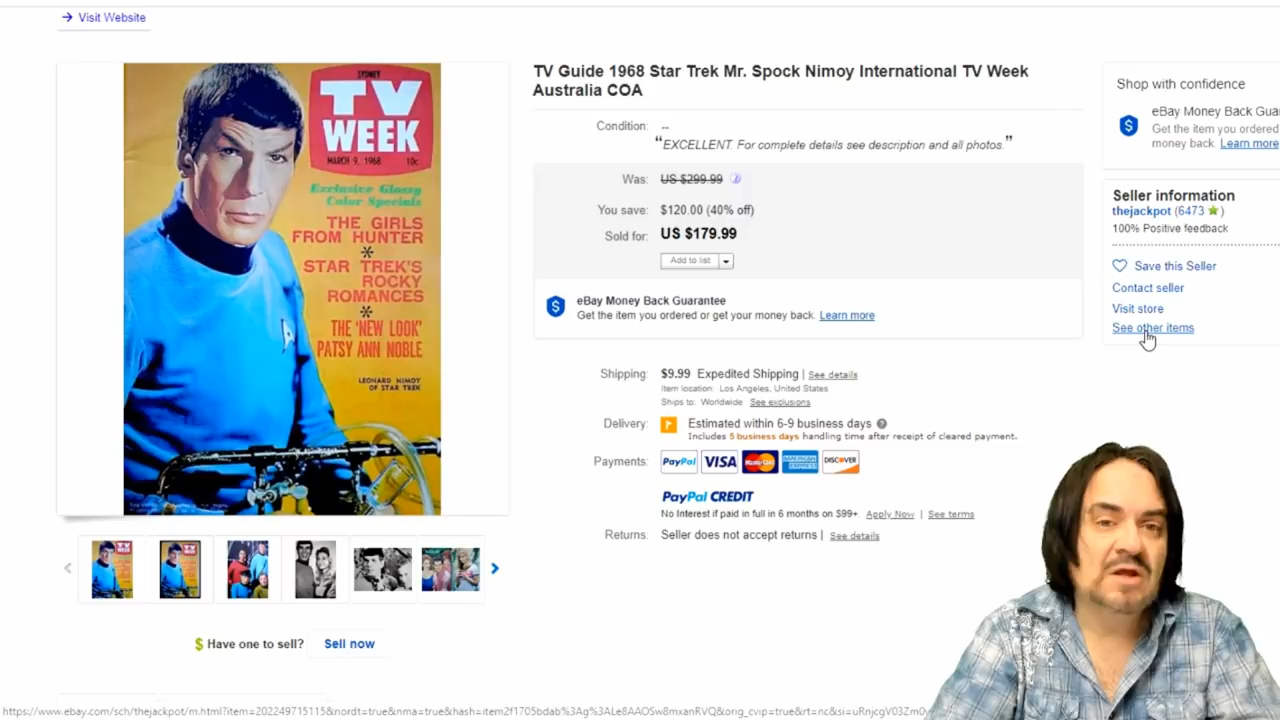 Visit Website
SYDNEY
TV
WEEK
MARCH 9, 1968 10c
Exclusive Glossy
Color Specials
THE GIRLS
FROM HUNTER
*
STAR TREK'S
ROCKY
ROMANCES
*
THE 'NEW LOOK'
PATSY ANN NOBLE
LEONARD NIMOY
OF STAR TREK
TV WEEK
TV WEEK
$ Have one to sell? Sell now
TV Guide 1968 Star Trek Mr. Spock Nimoy International TV Week
Australia COA
Condition: --
“EXCELLENT. For complete details see description and all photos.”
Was: US $299.99
You save: $120.00 (40% off)
Sold for: US $179.99
Add to list
eBay Money Back Guarantee
Get the item you ordered or get your money back. Learn more
Shipping: $9.99 Expedited Shipping | See details
Item location: Los Angeles, United States
Ships to: Worldwide See exclusions
Delivery: Estimated within 6-9 business days
Includes 5 business days handling time after receipt of cleared payment.
Payments: PayPal VISA MasterCard AMERICAN EXPRESS DISCOVER
PayPal CREDIT
No Interest if paid in full in 6 months on $99+ Apply Now | See terms
Returns: Seller does not accept returns | See details
Shop with confidence
eBay Money Back Gua
Get the item you ordered
money back. Learn more
Seller information
thejackpot (6473 )
100% Positive feedback
Save this Seller
Contact seller
Visit store
See other items